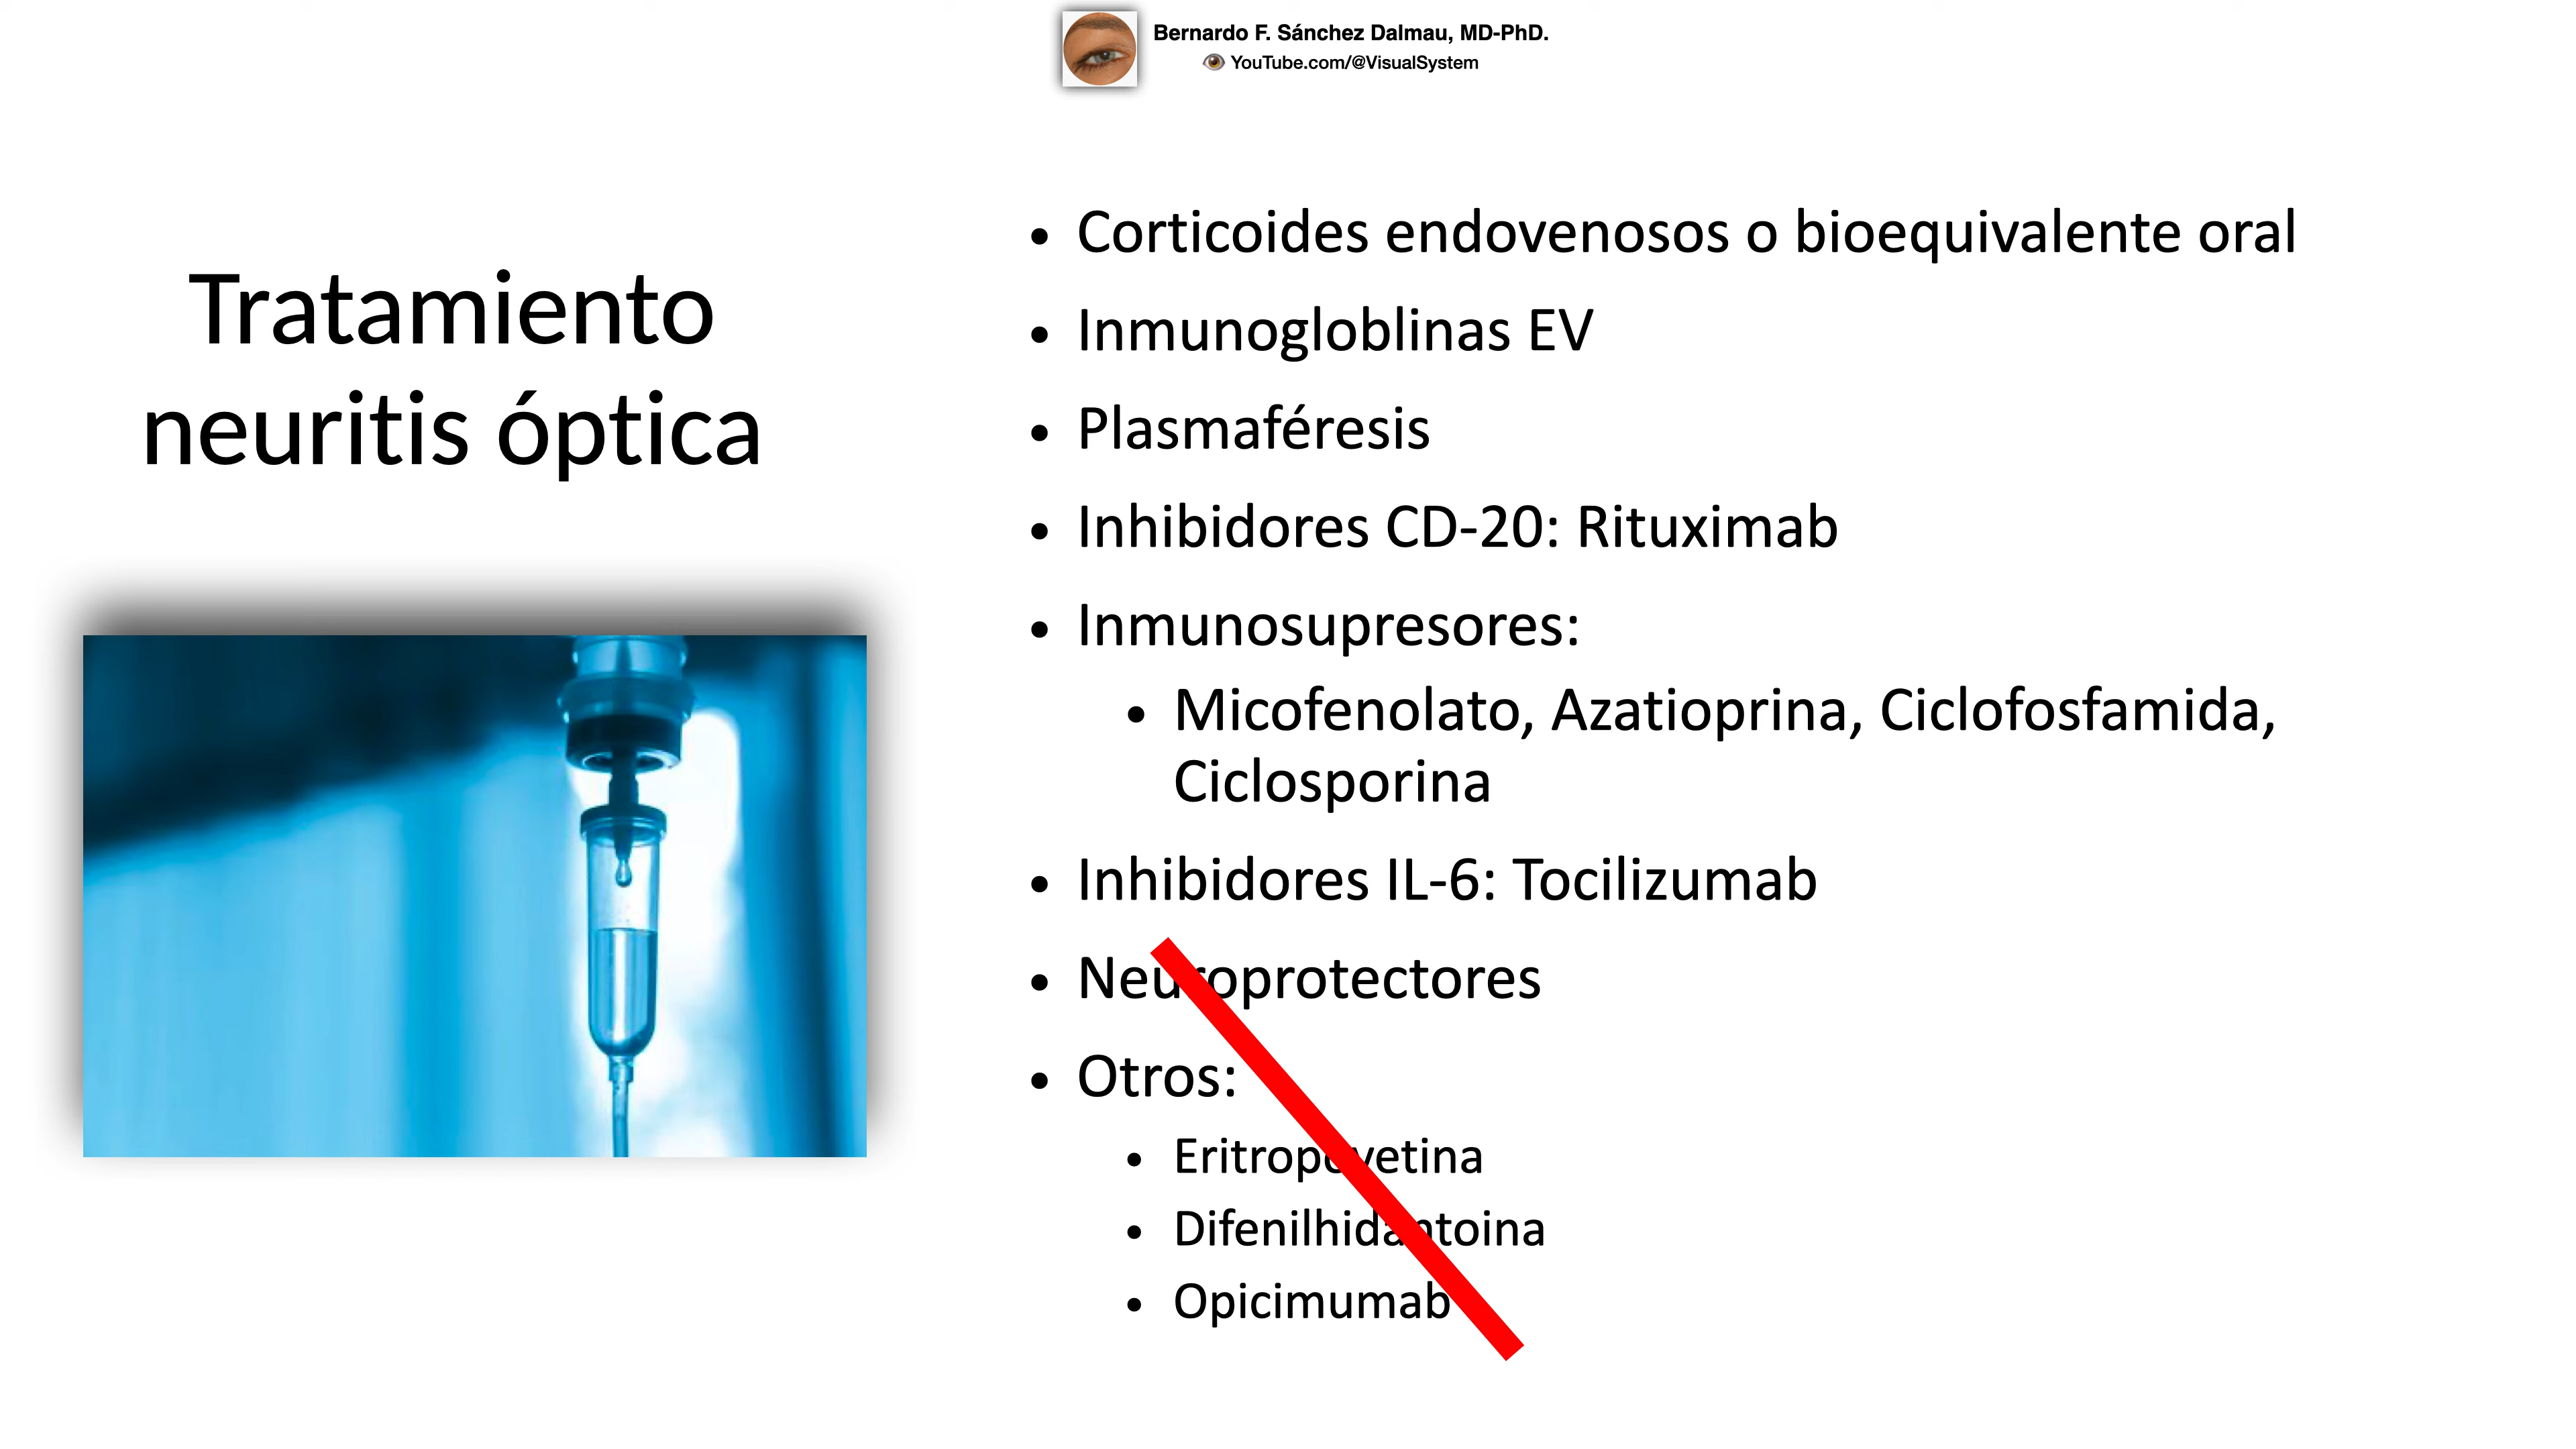 Bernardo F. Sánchez Dalmau, MD-PhD.
YouTube.com/@VisualSystem
Tratamiento
neuritis óptica
• Corticoides endovenosos o bioequivalente oral
• Inmunogloblinas EV
• Plasmaféresis
• Inhibidores CD-20: Rituximab
• Inmunosupresores:
• Micofenolato, Azatioprina, Ciclofosfamida,
Ciclosporina
• Inhibidores IL-6: Tocilizumab
• Neuroprotectores
• Otros:
• Eritropoyetina
• Difenilhidantoina
• Opicimumab